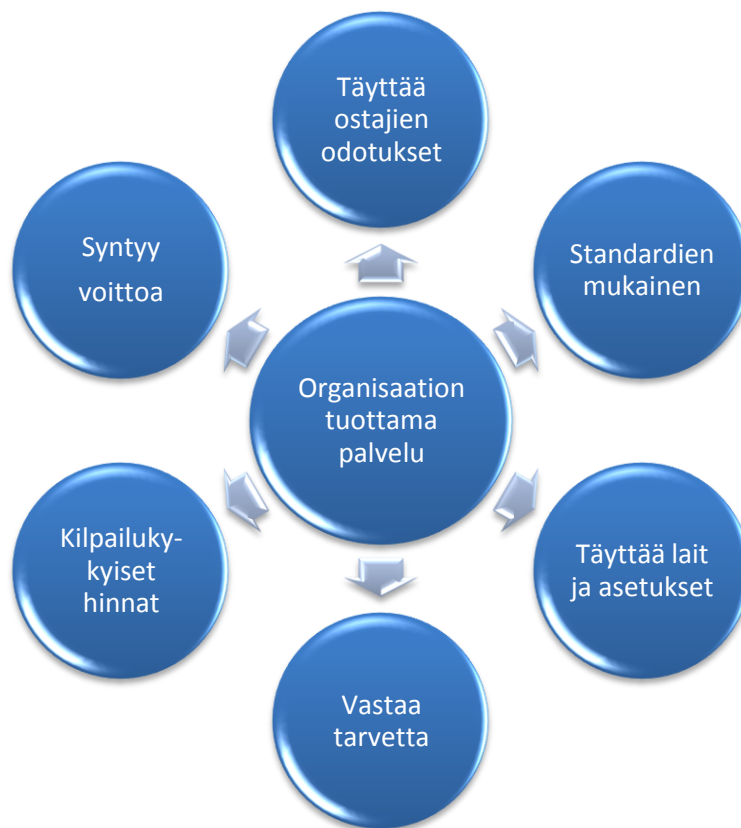 Täyttää
ostajien
odotukset
Syntyy
voittoa
Standardien
mukainen
Organisaation
tuottama
palvelu
Kilpailuky-
kyiset
hinnat
Täyttää lait
ja asetukset
Vastaa
tarvetta